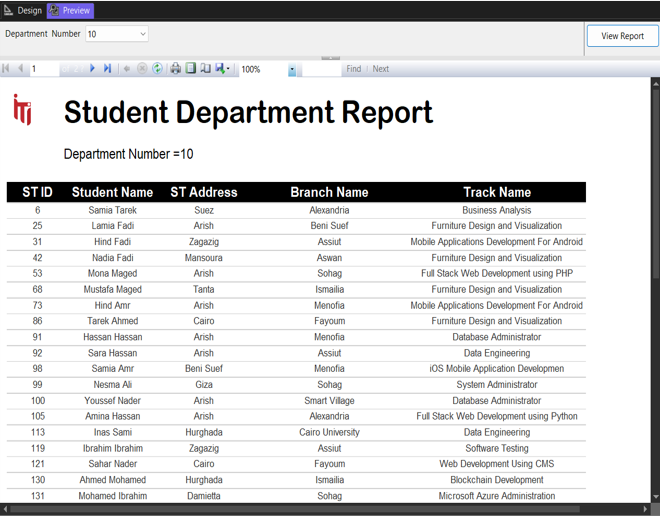 Design Preview
Department Number 10 View Report
1 100% Find Next
iTi
Student Department Report
Department Number =10
ST ID Student Name ST Address Branch Name Track Name
6 Samia Tarek Suez Alexandria Business Analysis
25 Lamia Fadi Arish Beni Suef Furniture Design and Visualization
31 Hind Fadi Zagazig Assiut Mobile Applications Development For Android
42 Nadia Fadi Mansoura Aswan Furniture Design and Visualization
53 Mona Maged Arish Sohag Full Stack Web Development using PHP
68 Mustafa Maged Tanta Ismailia Furniture Design and Visualization
73 Hind Amr Arish Menofia Mobile Applications Development For Android
86 Tarek Ahmed Cairo Fayoum Furniture Design and Visualization
91 Hassan Hassan Arish Menofia Database Administrator
92 Sara Hassan Arish Assiut Data Engineering
98 Samia Amr Beni Suef Menofia iOS Mobile Application Developmen
99 Nesma Ali Giza Sohag System Administrator
100 Youssef Nader Arish Smart Village Database Administrator
105 Amina Hassan Arish Alexandria Full Stack Web Development using Python
113 Inas Sami Hurghada Cairo University Data Engineering
119 Ibrahim Ibrahim Zagazig Assiut Software Testing
121 Sahar Nader Cairo Fayoum Web Development Using CMS
130 Ahmed Mohamed Hurghada Ismailia Blockchain Development
131 Mohamed Ibrahim Damietta Sohag Microsoft Azure Administration